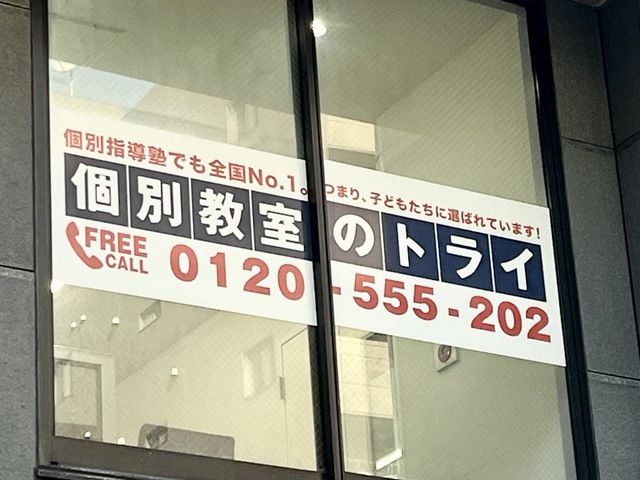 個別指導塾でも全国No.1。つまり、子どもたちに選ばれています!
個別教室のトライ
FREE CALL 0120-555-202